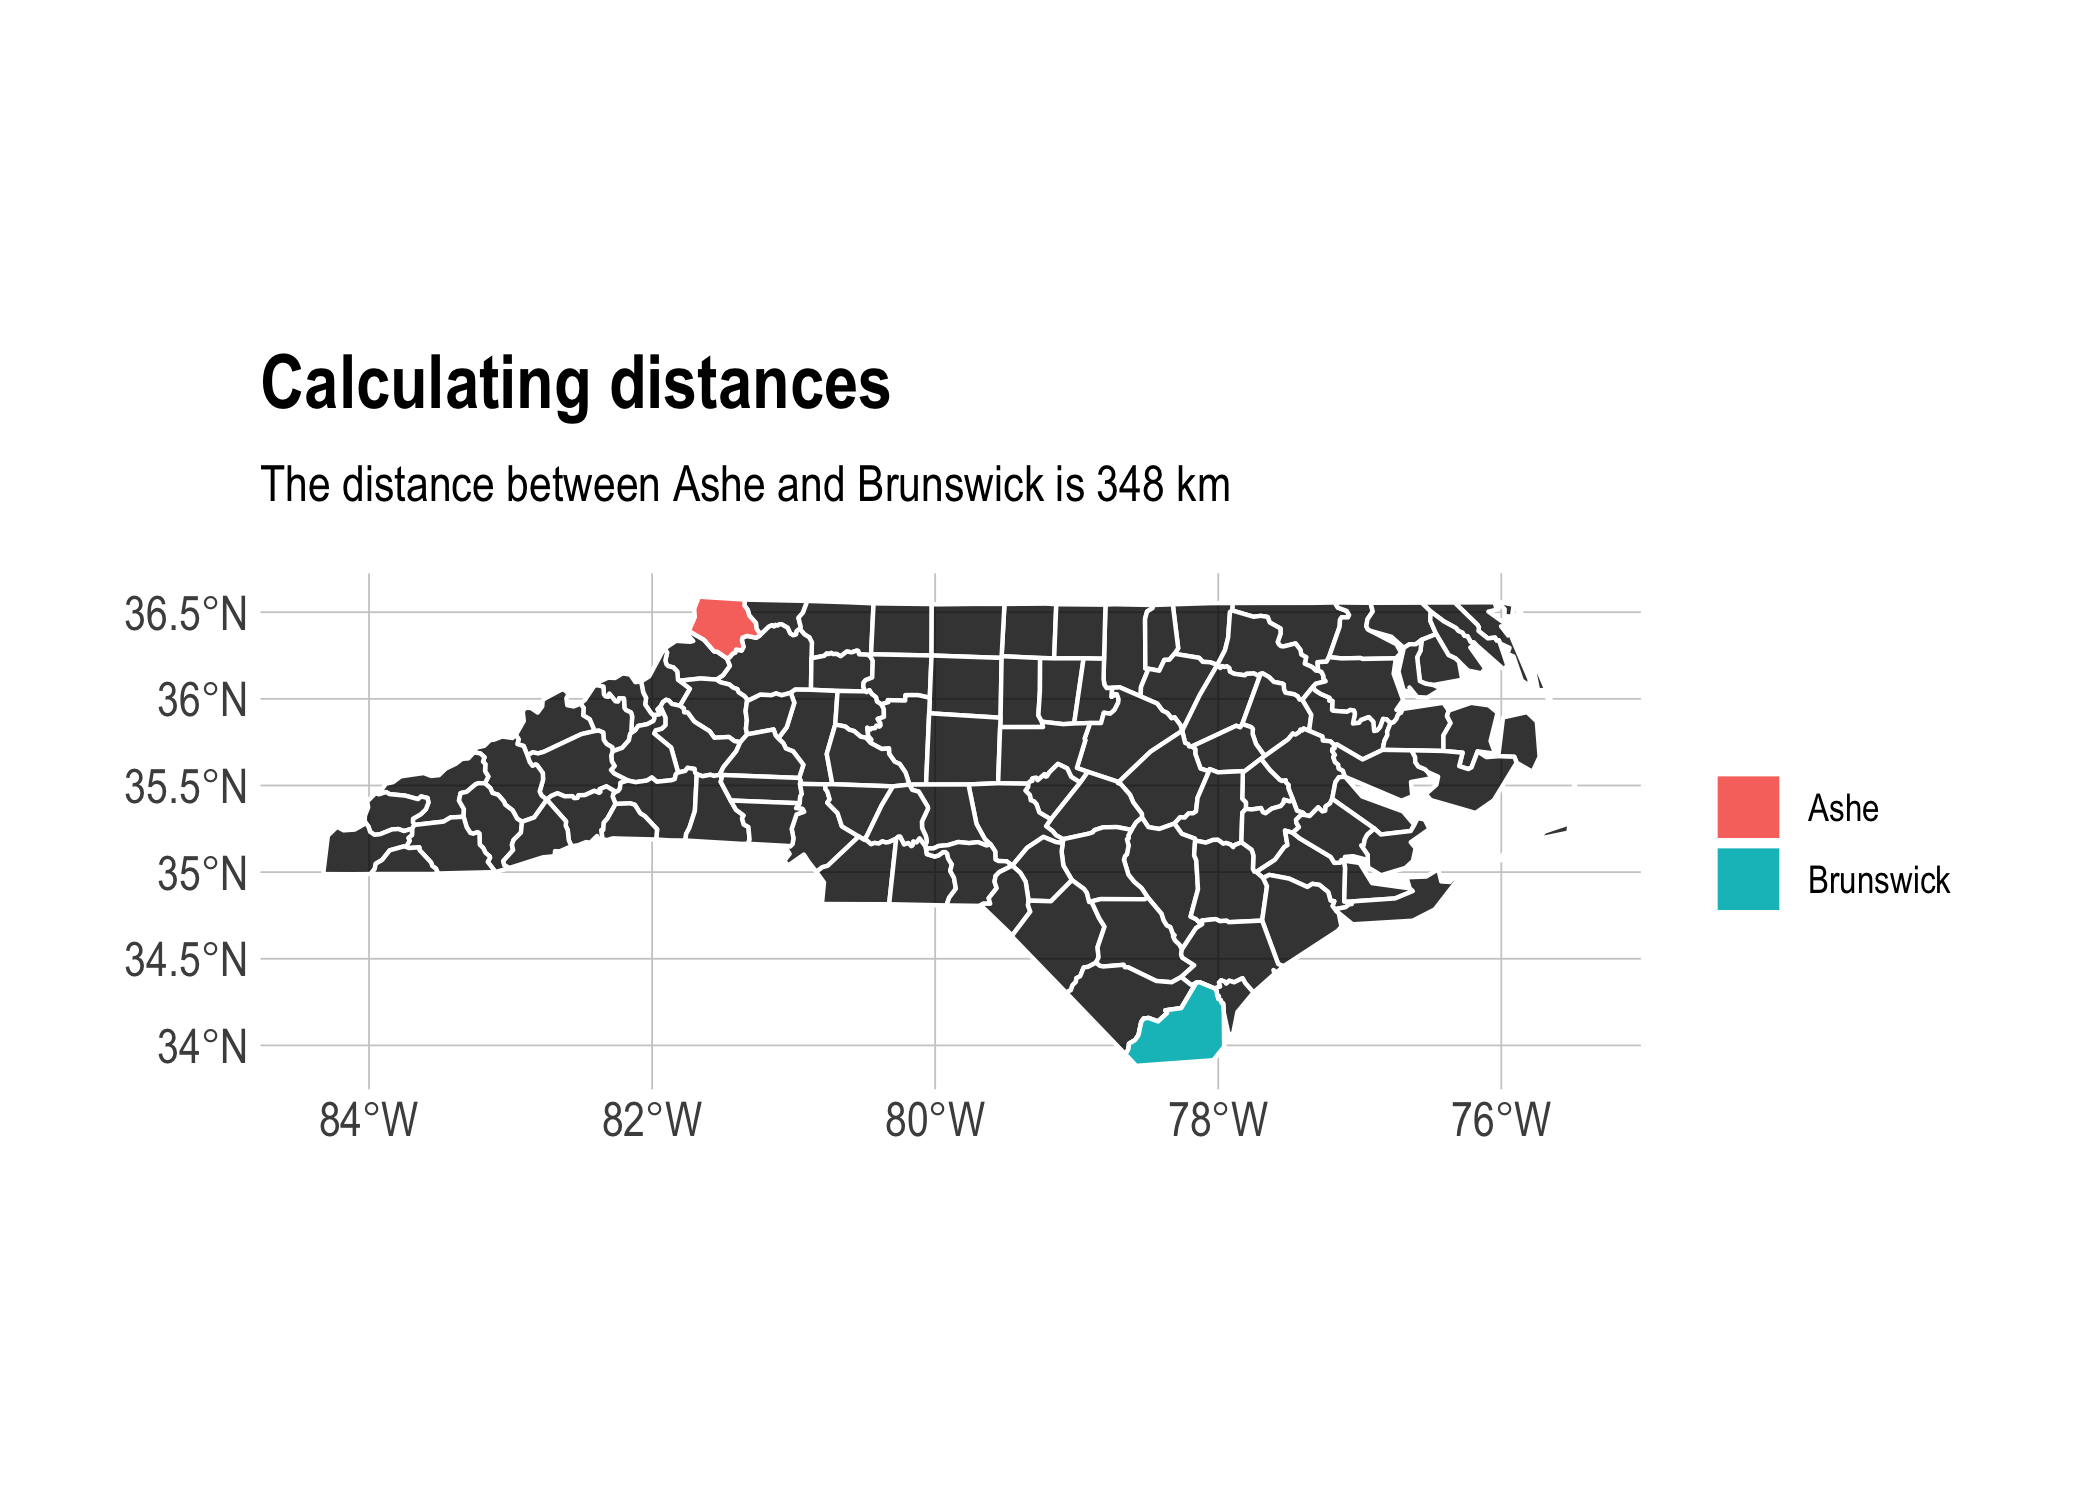 Calculating distances
The distance between Ashe and Brunswick is 348 km
36.5°N
36°N
35.5°N
35°N
34.5°N
34°N
84°W 82°W 80°W 78°W 76°W
Ashe
Brunswick